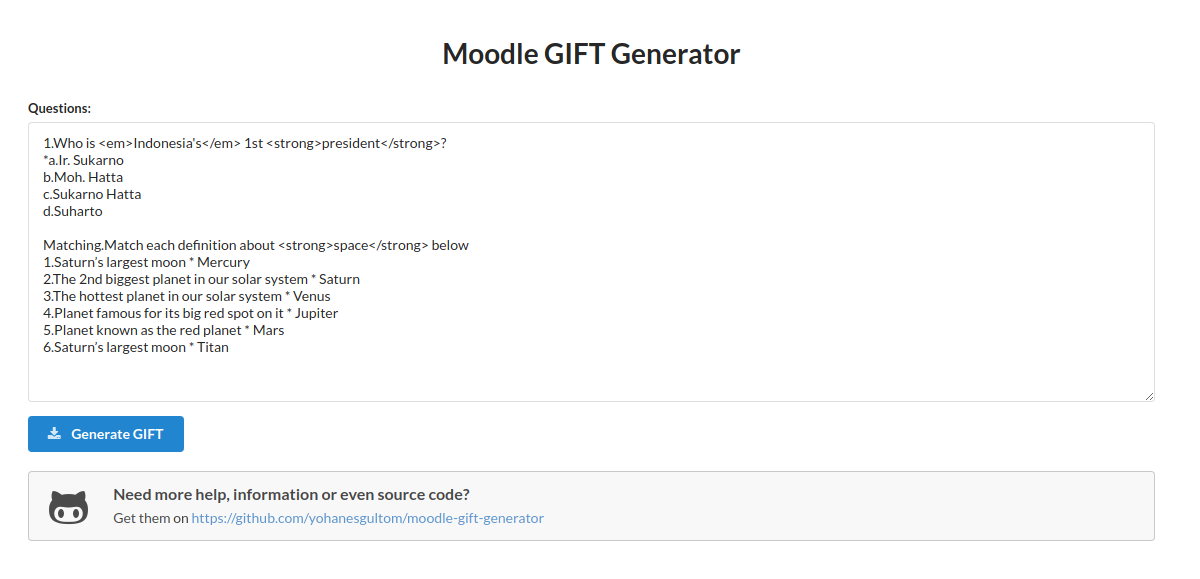 Moodle GIFT Generator
Questions:
1.Who is <em>Indonesia's</em> 1st <strong>president</strong>?
*a.Ir. Sukarno
b.Moh. Hatta
c.Sukarno Hatta
d.Suharto
Matching.Match each definition about <strong>space</strong> below
1.Saturn’s largest moon * Mercury
2.The 2nd biggest planet in our solar system * Saturn
3.The hottest planet in our solar system * Venus
4.Planet famous for its big red spot on it * Jupiter
5.Planet known as the red planet * Mars
6.Saturn’s largest moon * Titan
Generate GIFT
Need more help, information or even source code?
Get them on https://github.com/yohanesgultom/moodle-gift-generator